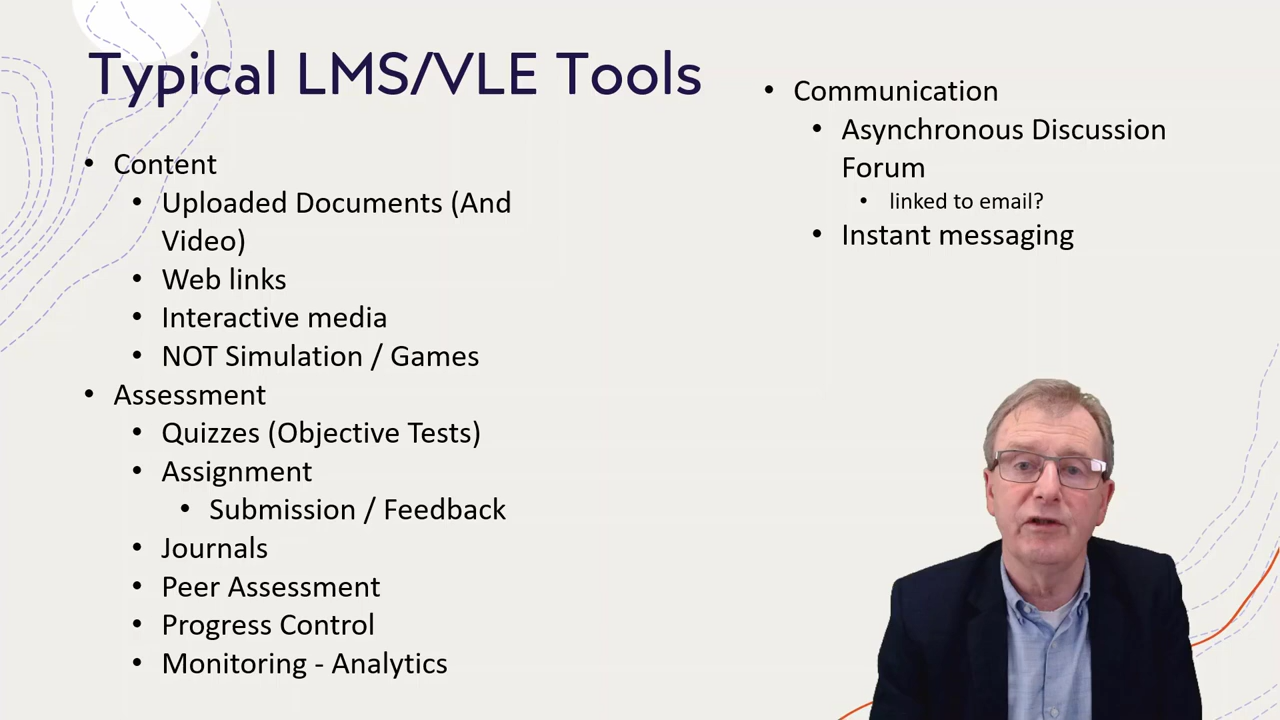 Typical LMS/VLE Tools
Content
Uploaded Documents (And
Video)
Web links
Interactive media
NOT Simulation / Games
Assessment
Quizzes (Objective Tests)
Assignment
Submission / Feedback
Journals
Peer Assessment
Progress Control
Monitoring - Analytics
Communication
Asynchronous Discussion
Forum
linked to email?
Instant messaging